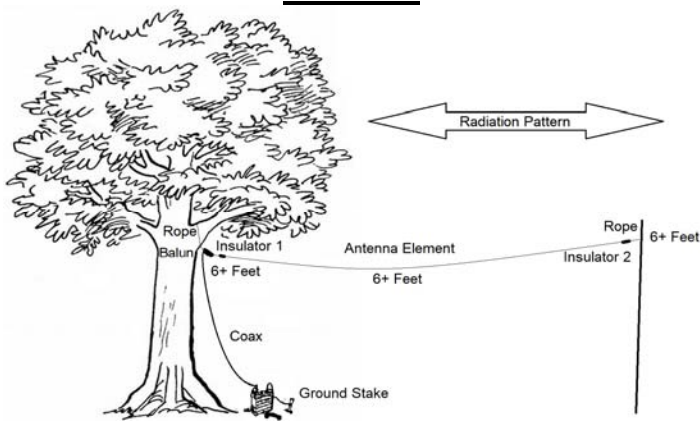 Radiation Pattern
Rope
Balun
Insulator 1
6+ Feet
Antenna Element
6+ Feet
Rope
6+ Feet
Insulator 2
Coax
Ground Stake